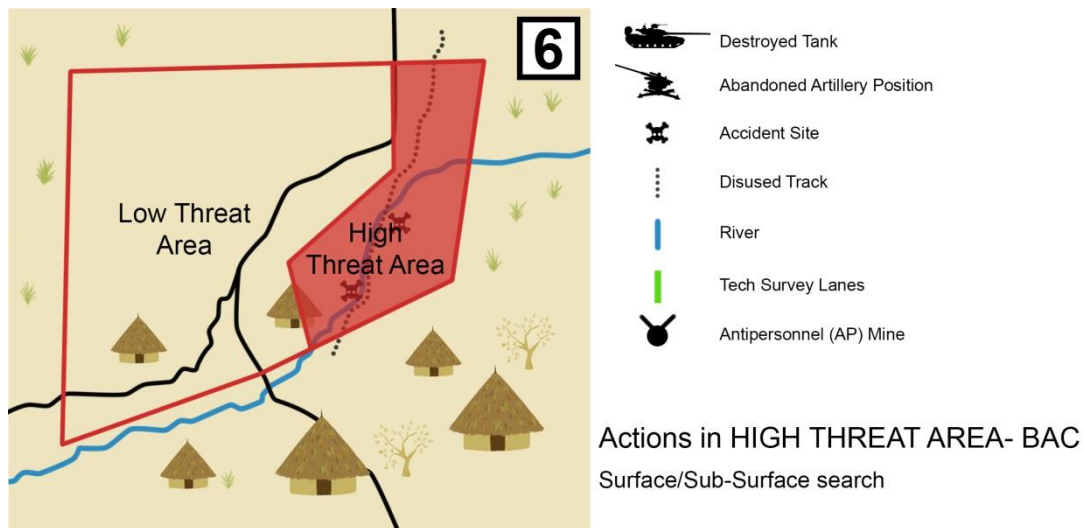 6
Low Threat
Area
High
Threat Area
Destroyed Tank
Abandoned Artillery Position
Accident Site
Disused Track
River
Tech Survey Lanes
Antipersonnel (AP) Mine
Actions in HIGH THREAT AREA- BAC
Surface/Sub-Surface search